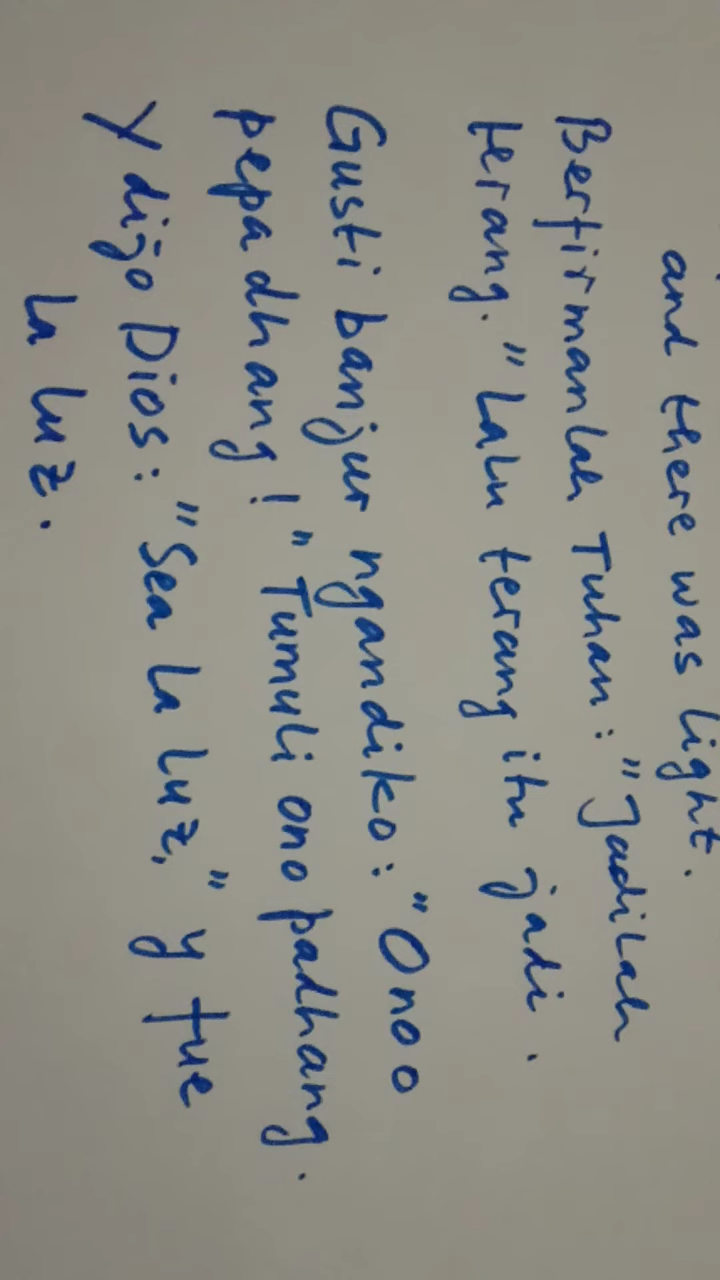 and there was light.
Berfirmanlah Tuhan: "Jadilah
terang." Lalu terang itu jadi.
Gusti banjur ngandiko: "Onoo
pepadhang!" Tumuli ono padhang.
Y dijo Dios: "Sea la luz," y fue
la luz.